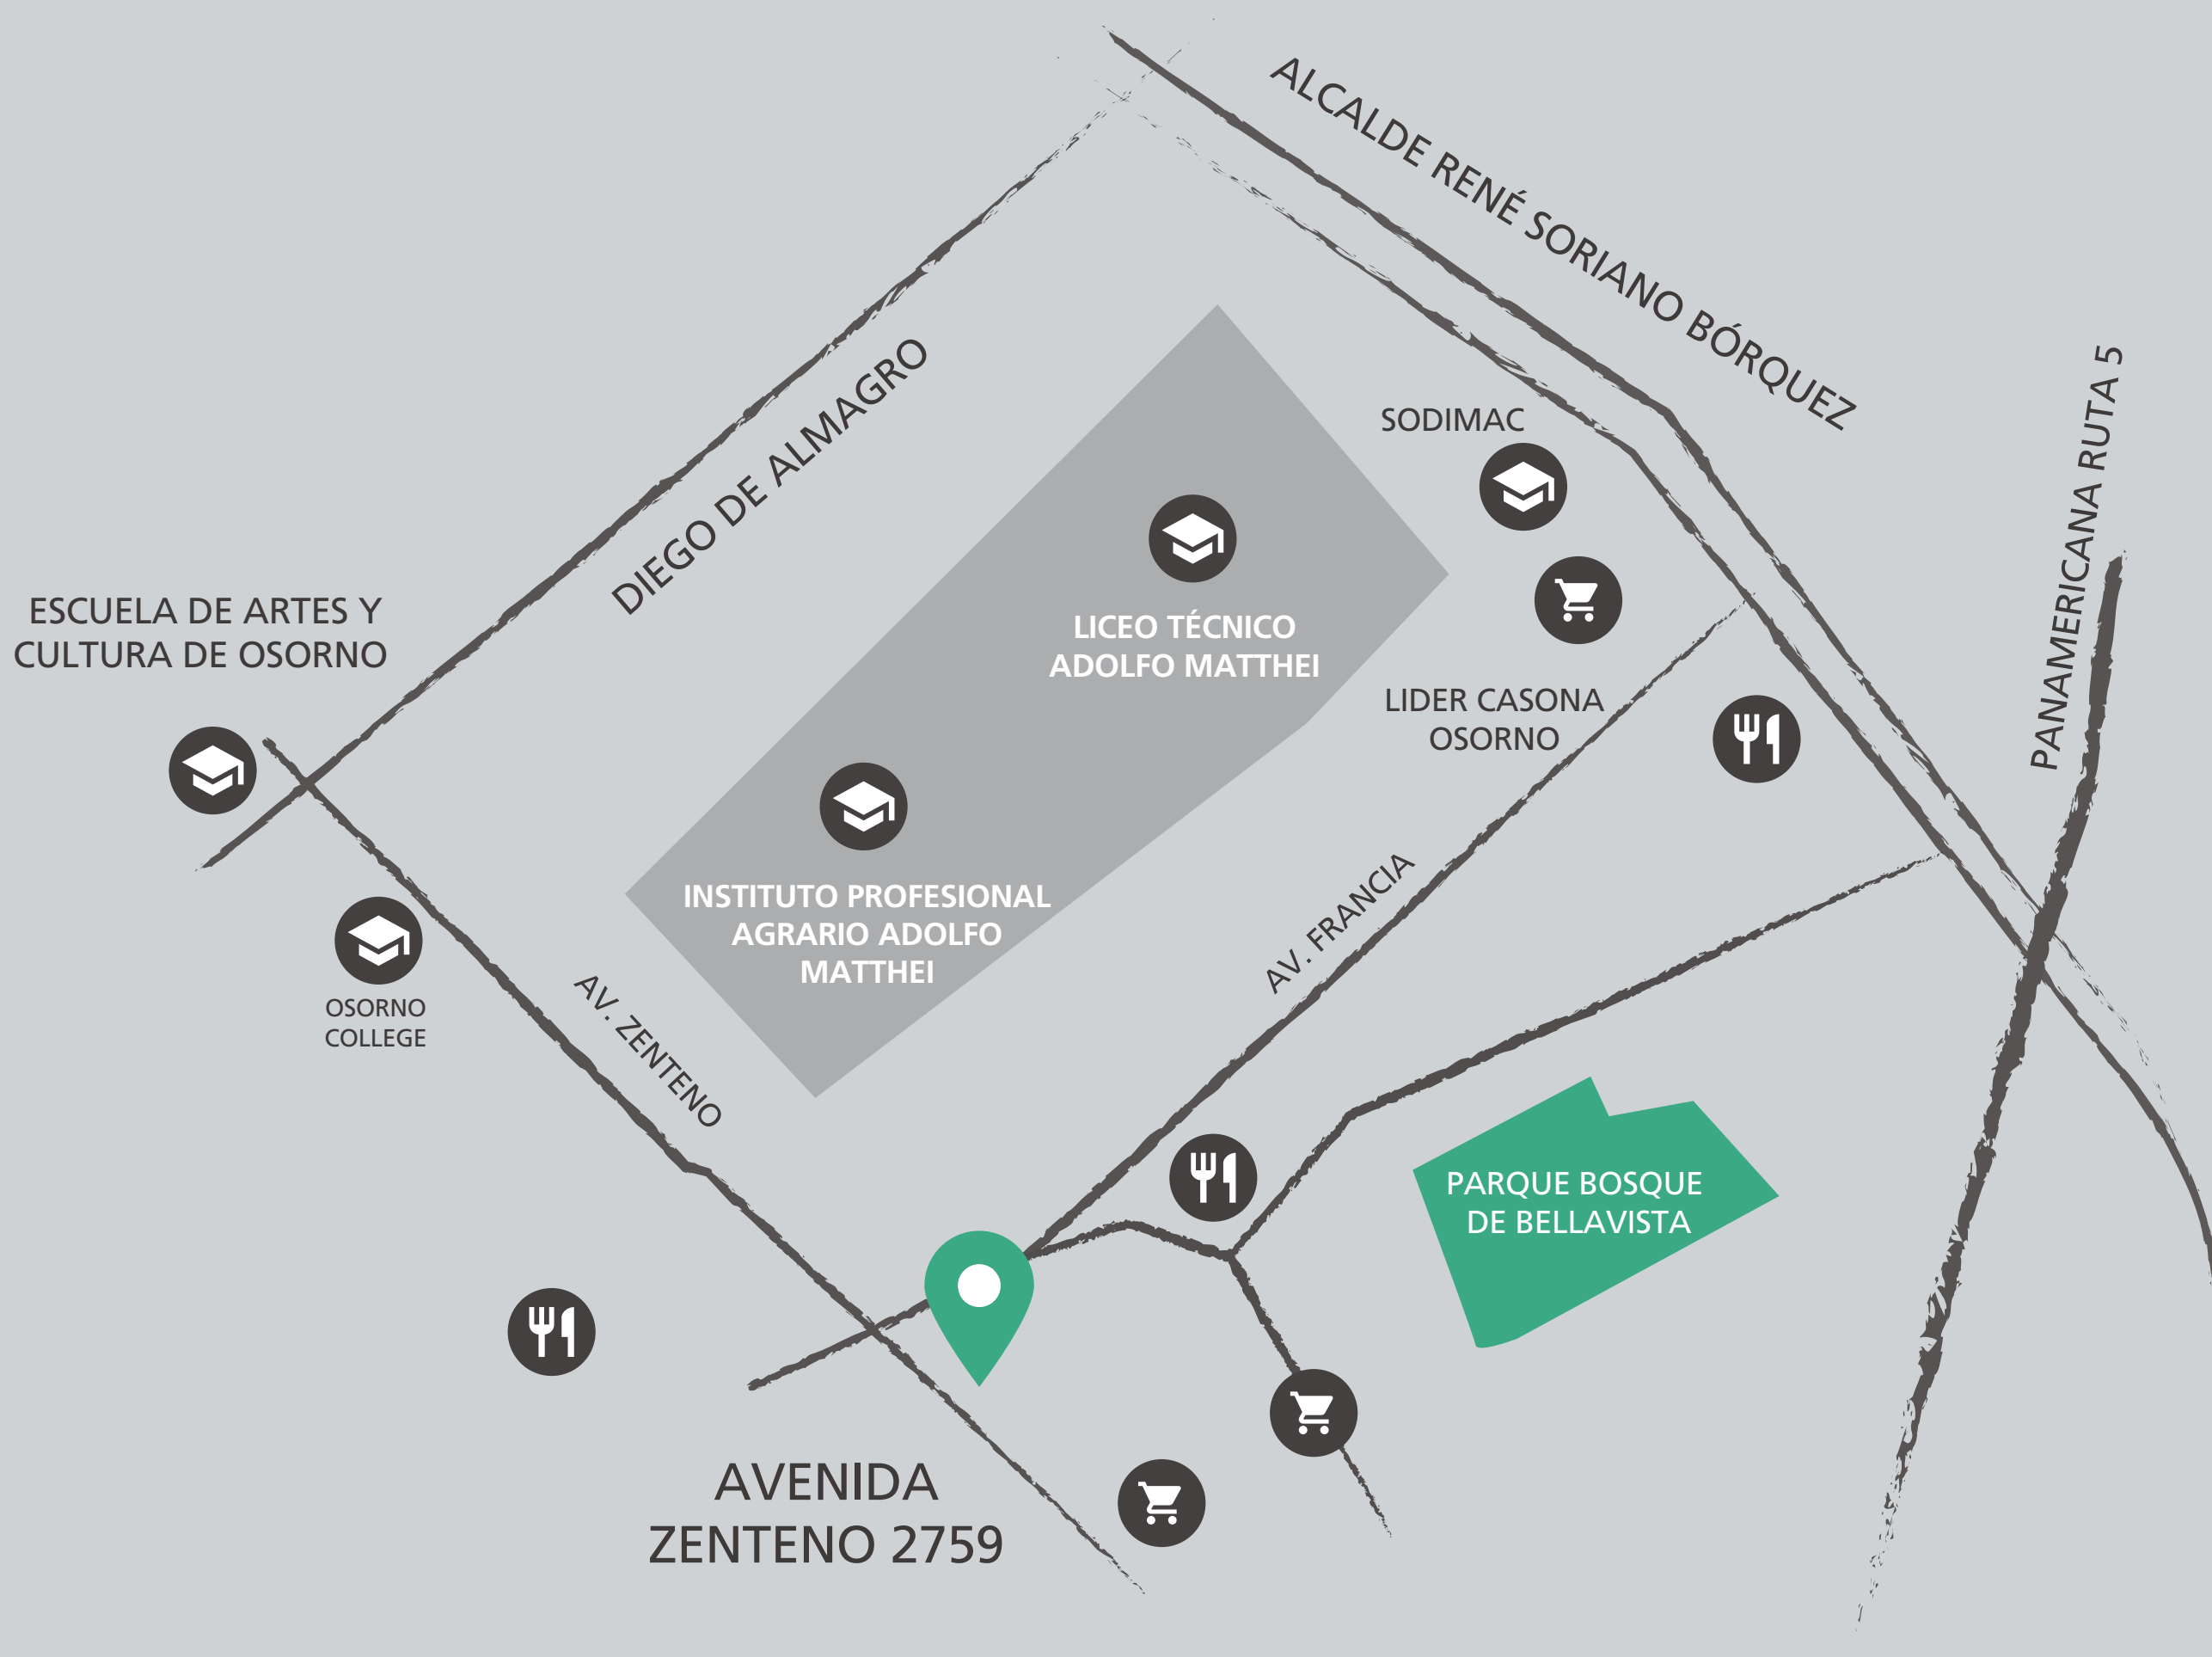 ALCALDE RENÉ SORIANO BÓRQUEZ
PANAMERICANA RUTA 5
DIEGO DE ALMAGRO
SODIMAC
LICEO TÉCNICO
ADOLFO MATTHEI
ESCUELA DE ARTES Y
CULTURA DE OSORNO
LIDER CASONA
OSORNO
INSTITUTO PROFESIONAL
AGRARIO ADOLFO
MATTHEI
AV. FRANCIA
OSORNO
COLLEGE
AV. ZENTENO
PARQUE BOSQUE
DE BELLAVISTA
AVENIDA
ZENTENO 2759